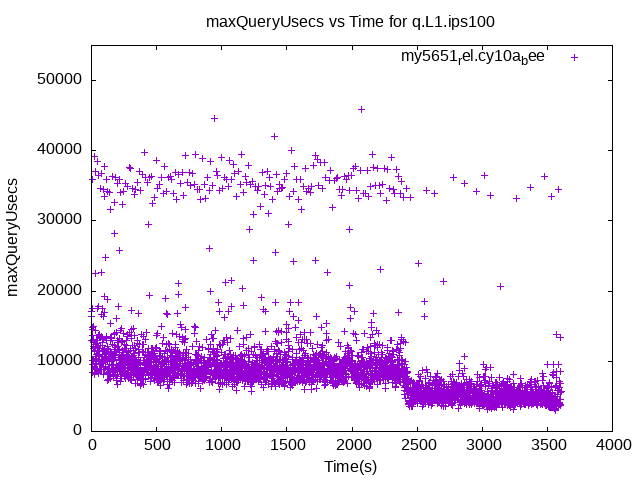 maxQueryUsecs vs Time for q.L1.ips100
my5651rel.cy10abee
50000
40000
30000
20000
10000
0
maxQueryUsecs
0 500 1000 1500 2000 2500 3000 3500 4000
Time(s)